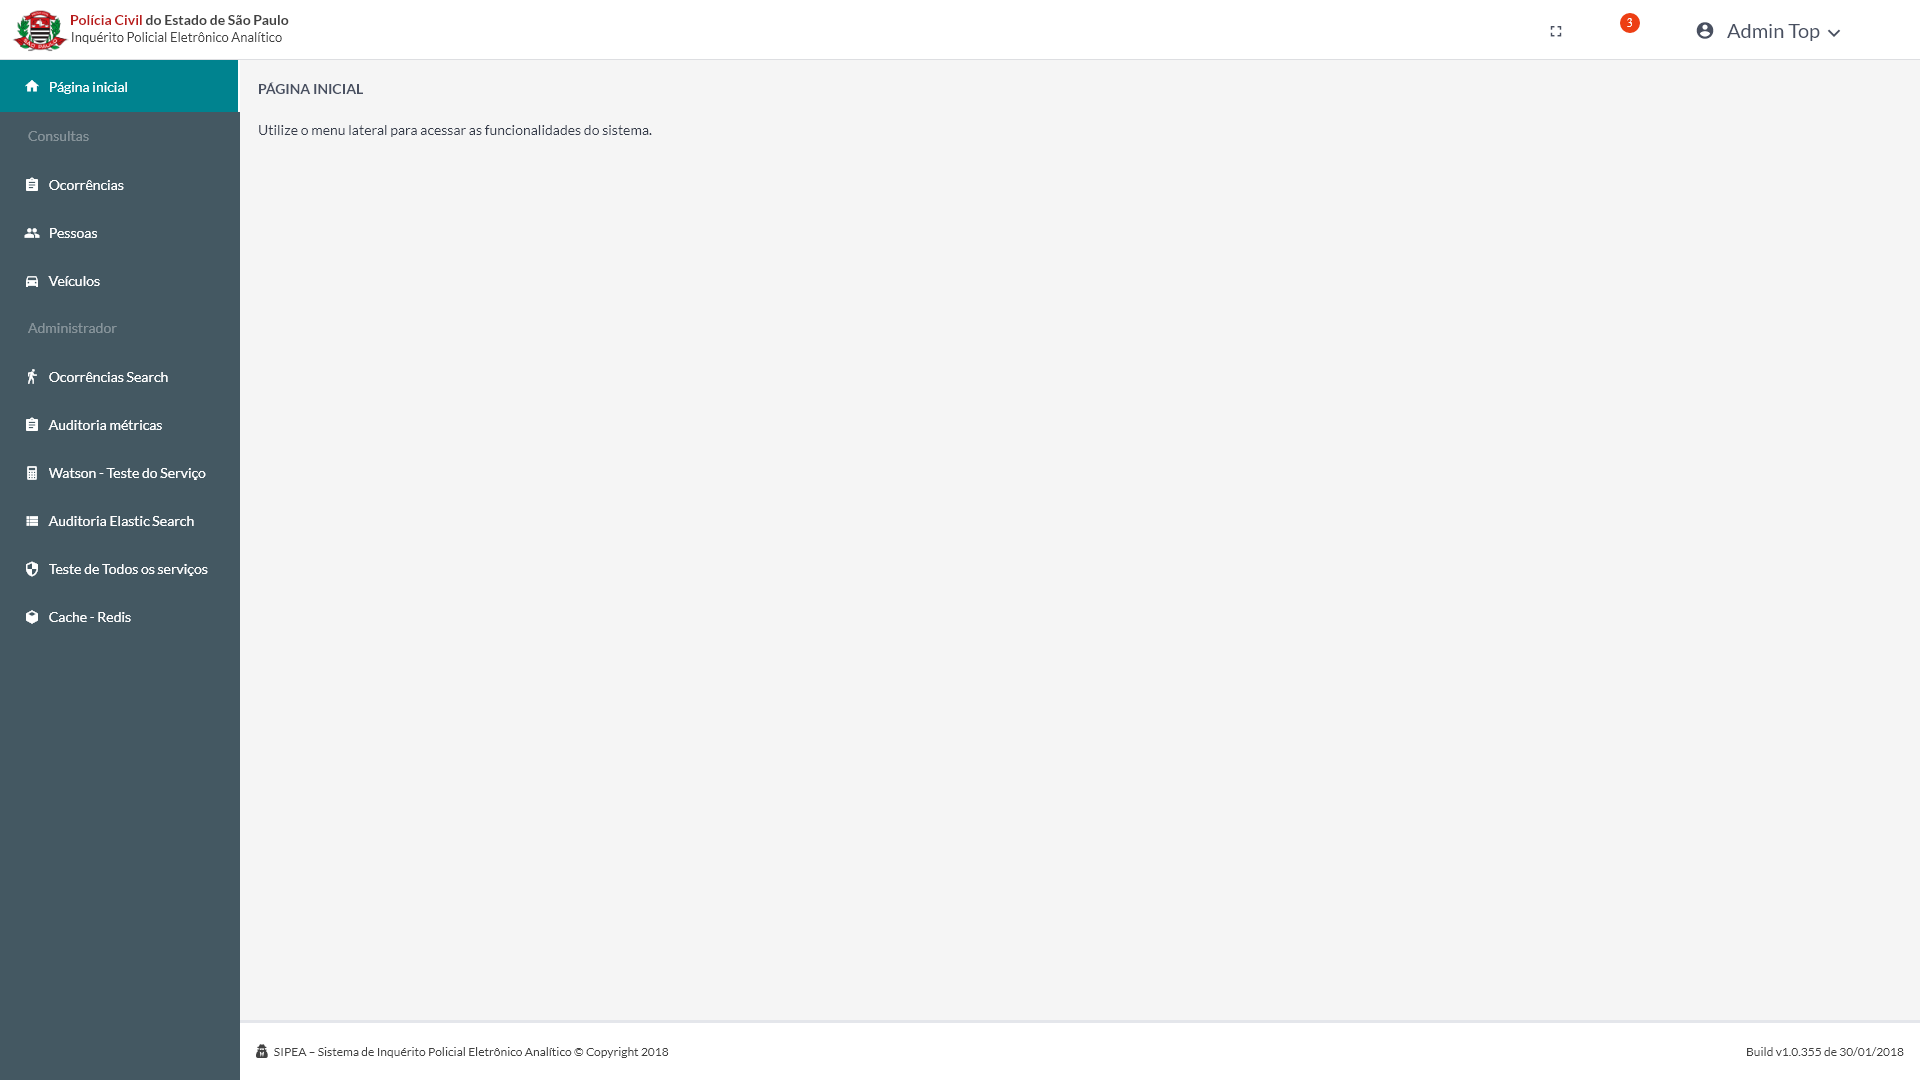 Polícia Civil do Estado de São Paulo
Inquérito Policial Eletrônico Analítico
3
Admin Top
Página inicial
Consultas
Ocorrências
Pessoas
Veículos
Administrador
Ocorrências Search
Auditoria métricas
Watson - Teste do Serviço
Auditoria Elastic Search
Teste de Todos os serviços
Cache - Redis
PÁGINA INICIAL
Utilize o menu lateral para acessar as funcionalidades do sistema.
SIPEA – Sistema de Inquérito Policial Eletrônico Analítico © Copyright 2018
Build v1.0.355 de 30/01/2018